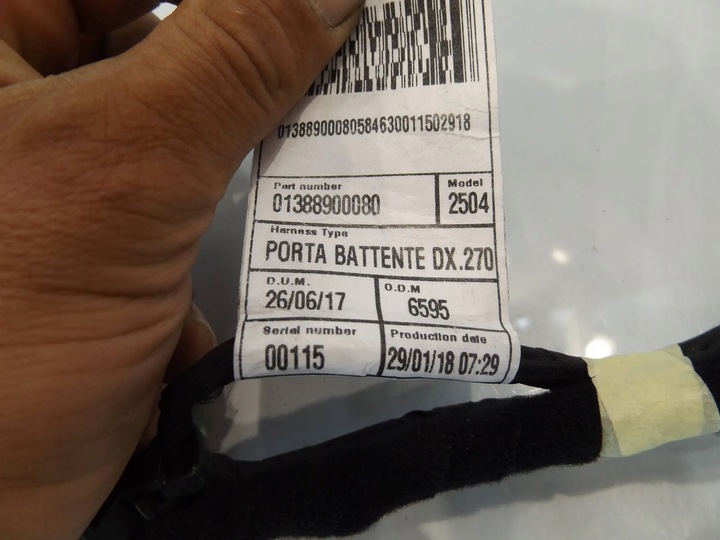 01388900080584630011502918
Part number Model
01388900080 2504
Harness Type
PORTA BATTENTE DX.270
D.U.M. O.D.M
26/06/17 6595
Serial number Production date
00115 29/01/18 07:29